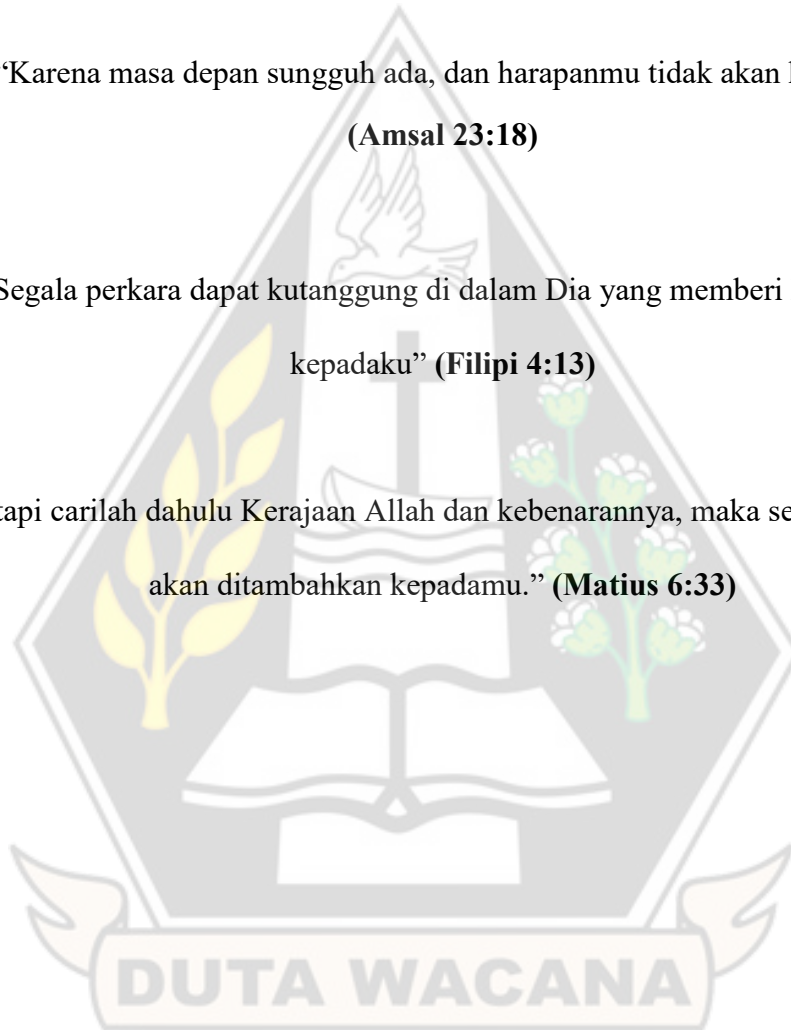 “Karena masa depan sungguh ada, dan harapanmu tidak akan
(Amsal 23:18)
Segala perkara dapat kutanggung di dalam Dia yang memberi
kepadaku” (Filipi 4:13)
tapi carilah dahulu Kerajaan Allah dan kebenarannya, maka se
akan ditambahkan kepadamu.” (Matius 6:33)
DUTA WACANA